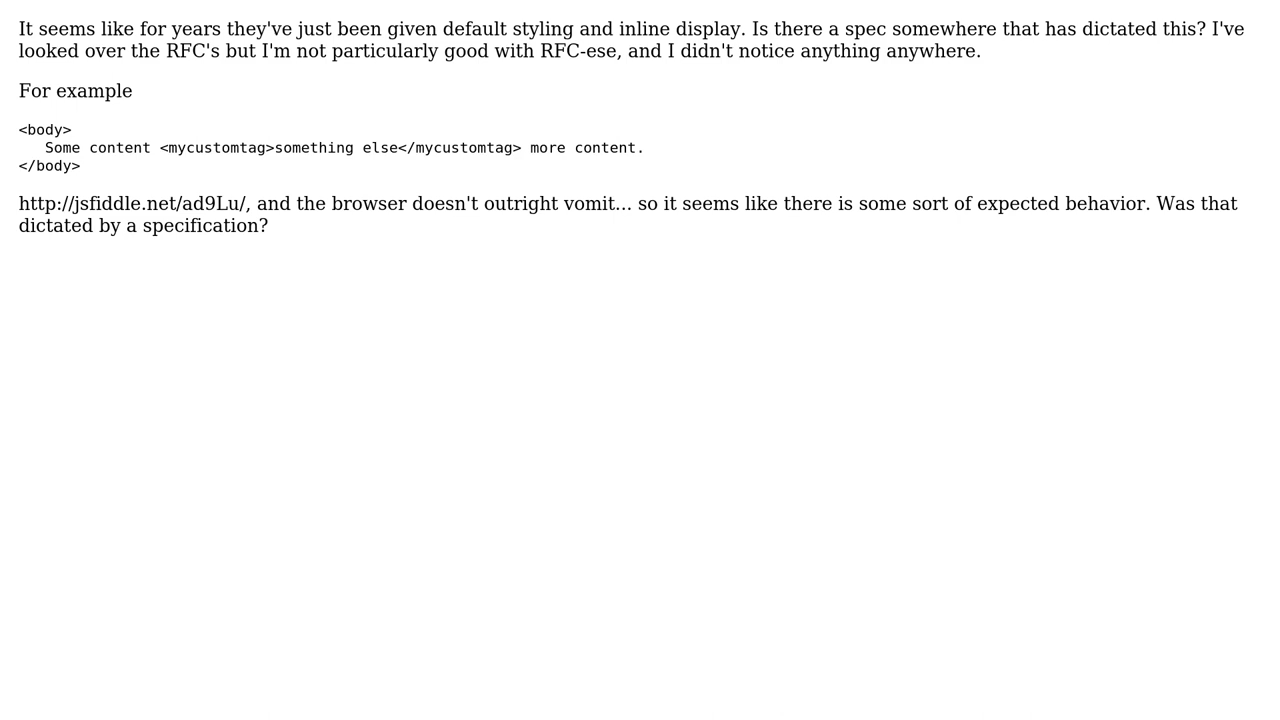 It seems like for years they've just been given default styling and inline display. Is there a spec somewhere that has dictated this? I've
looked over the RFC's but I'm not particularly good with RFC-ese, and I didn't notice anything anywhere.
For example
<body>
   Some content <mycustomtag>something else</mycustomtag> more content.
</body>
http://jsfiddle.net/ad9Lu/, and the browser doesn't outright vomit... so it seems like there is some sort of expected behavior. Was that
dictated by a specification?